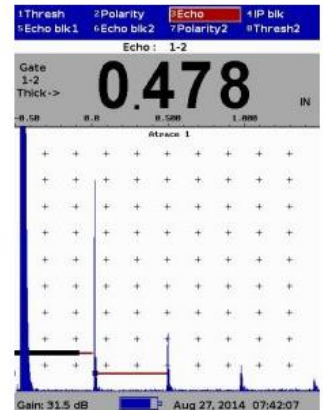 1Thresh 2Polarity 3Echo 4IP blk
5Echo blk1 6Echo blk2 7Polarity2 8Thresh2
Echo : 1-2
Gate
1-2
Thick-> 0.478 IN
-0.50 0.0 0.500 1.000
Atrace 1
Gain: 31.5 dB Aug 27, 2014 07:42:07